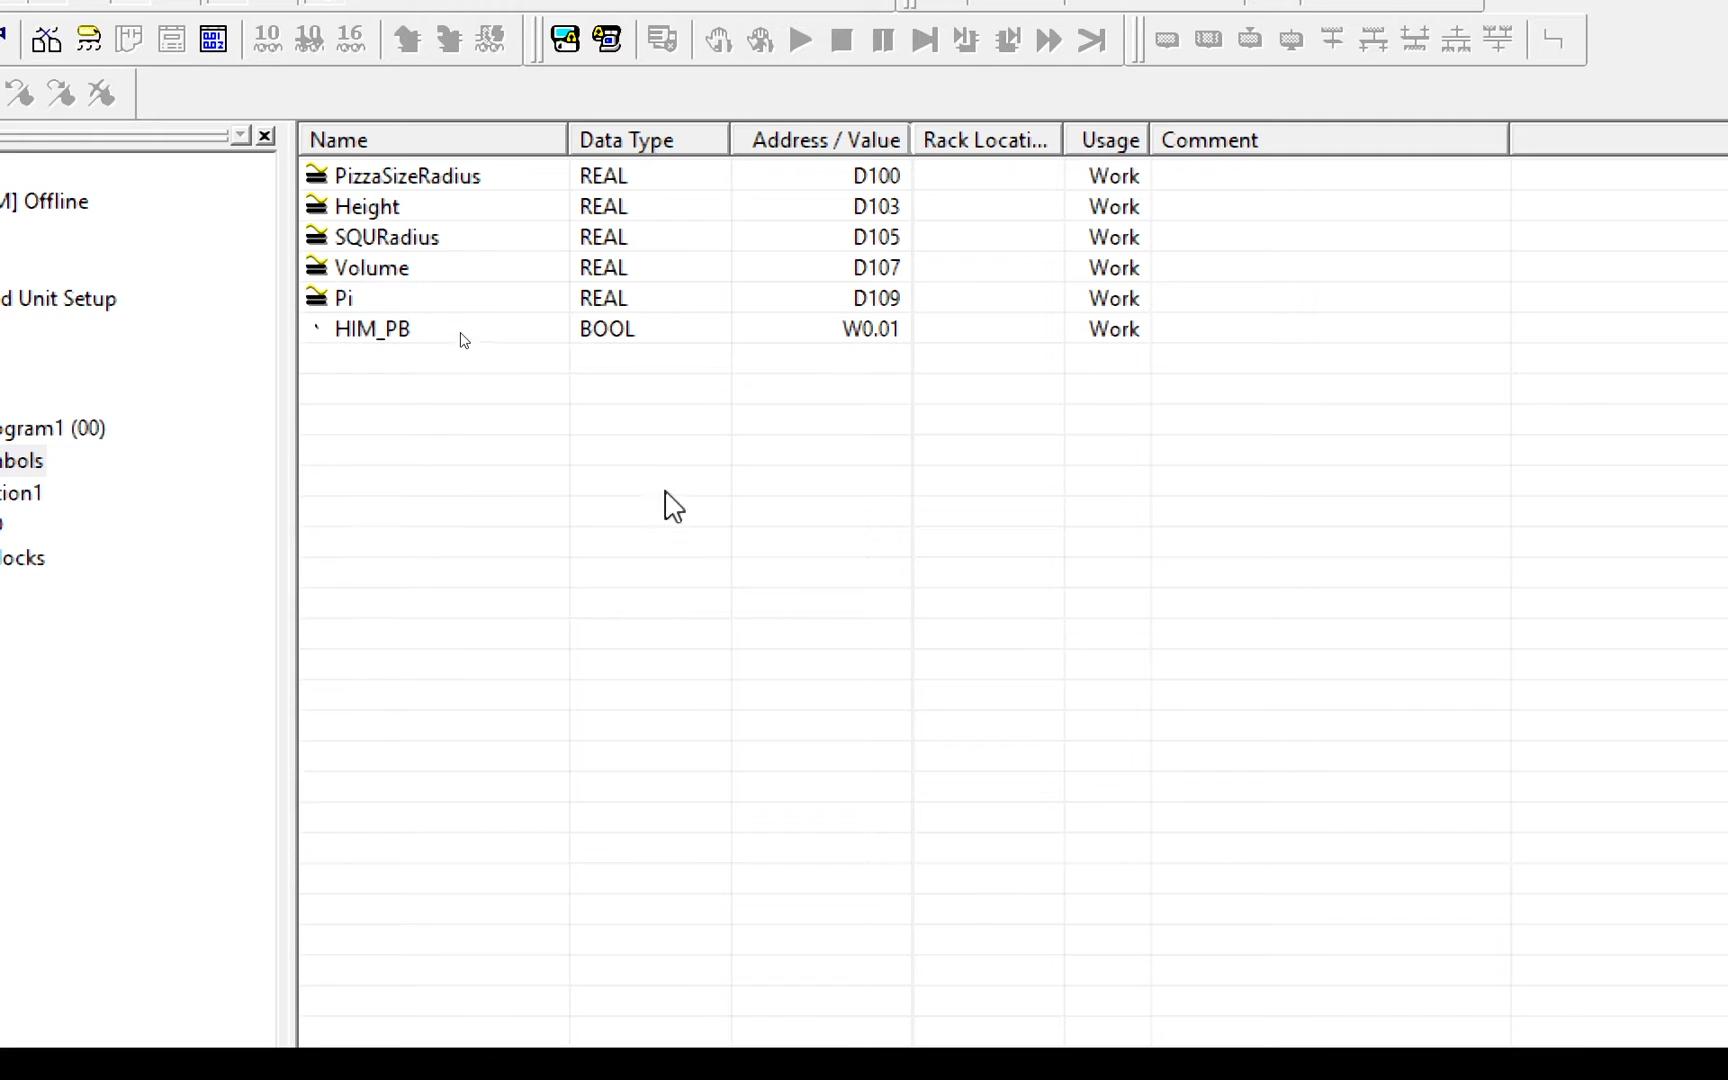 10 10 16
Name Data Type Address / Value Rack Locati... Usage Comment
PizzaSizeRadius REAL D100 Work
M] Offline
Height REAL D103 Work
SQURadius REAL D105 Work
Volume REAL D107 Work
d Unit Setup
Pi REAL D109 Work
HIM_PB BOOL W0.01 Work
ogram1 (00)
nbols
tion1
locks